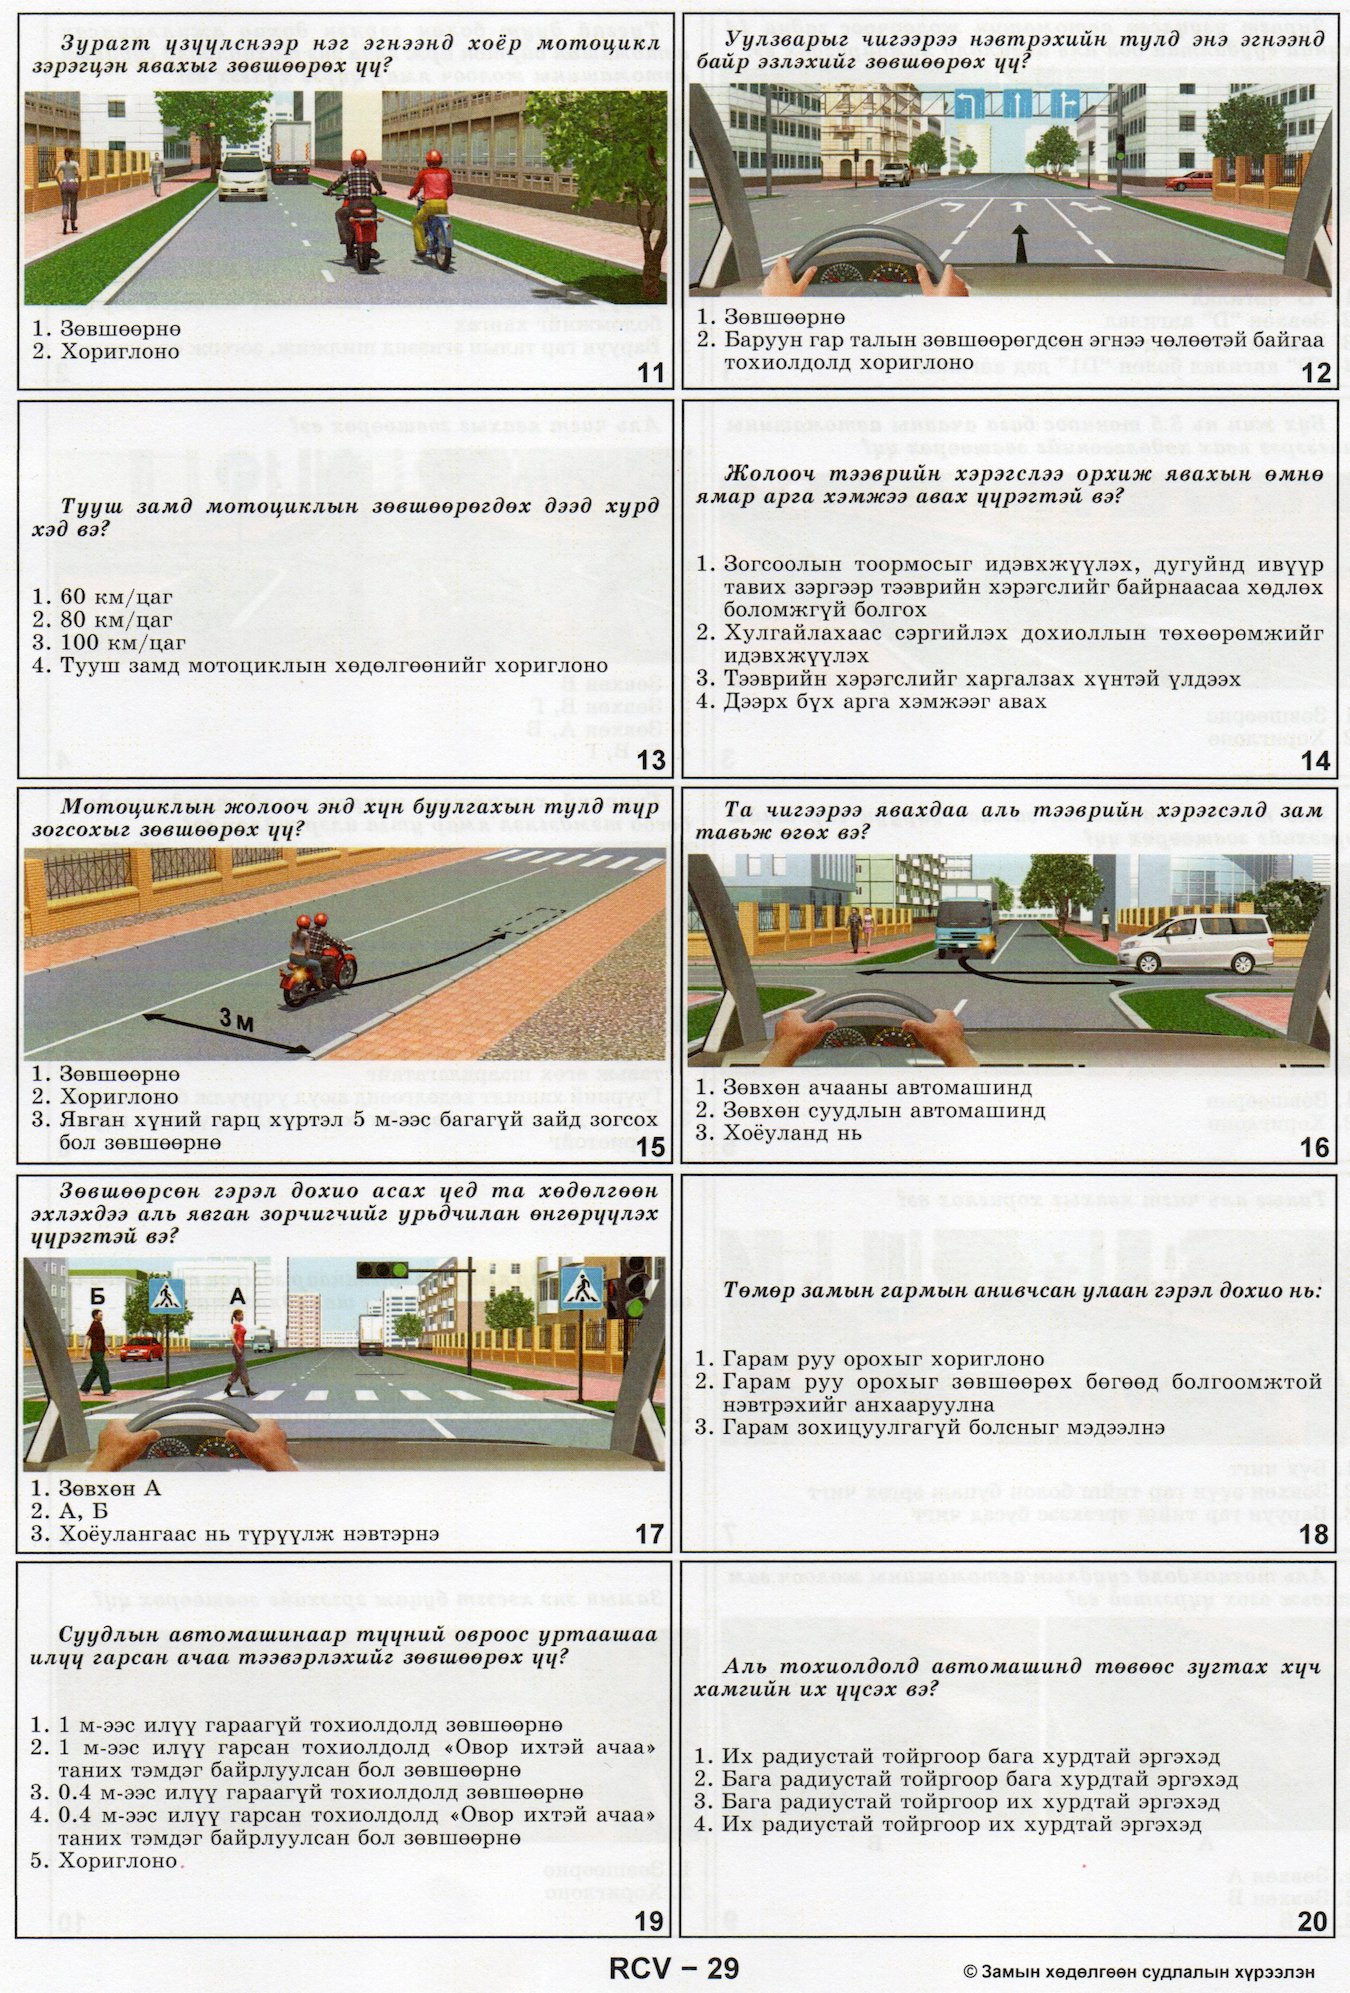 Зурагт үзүүлснээр нэг эгнээнд хоёр мотоцикл
зэрэгцэн явахыг зөвшөөрөх үү?
1. Зөвшөөрнө
2. Хориглоно
11
Уулзварыг чигээрээ нэвтрэхийн тулд энэ эгнээнд
байр эзлэхийг зөвшөөрөх үү?
1. Зөвшөөрнө
2. Баруун гар талын зөвшөөрөгдсөн эгнээ чөлөөтэй байгаа
тохиолдолд хориглоно
12
Тууш замд мотоциклын зөвшөөрөгдөх дээд хурд
хэд вэ?
1. 60 км/цаг
2. 80 км/цаг
3. 100 км/цаг
4. Тууш замд мотоциклын хөдөлгөөнийг хориглоно
13
Жолооч тээврийн хэрэгслээ орхиж явахын өмнө
ямар арга хэмжээ авах үүрэгтэй вэ?
1. Зогсоолын тоормосыг идэвхжүүлэх, дугуйнд ивүүр
тавих зэргээр тээврийн хэрэгслийг байрнаасаа хөдлөх
боломжгүй болгох
2. Хулгайлахаас сэргийлэх дохиоллын төхөөрөмжийг
идэвхжүүлэх
3. Тээврийн хэрэгслийг харгалзах хүнтэй үлдээх
4. Дээрх бүх арга хэмжээг авах
14
Мотоциклын жолооч энд хүн буулгахын тулд түр
зогсохыг зөвшөөрөх үү?
3 м
1. Зөвшөөрнө
2. Хориглоно
3. Явган хүний гарц хүртэл 5 м-ээс багагүй зайд зогсох
бол зөвшөөрнө
15
Та чигээрээ явахдаа аль тээврийн хэрэгсэлд зам
тавьж өгөх вэ?
1. Зөвхөн ачааны автомашинд
2. Зөвхөн суудлын автомашинд
3. Хоёуланд нь
16
Зөвшөөрсөн гэрэл дохио асах үед та хөдөлгөөн
эхлэхдээ аль явган зорчигчийг урьдчилан өнгөрүүлэх
үүрэгтэй вэ?
Б
А
1. Зөвхөн А
2. А, Б
3. Хоёулангаас нь түрүүлж нэвтэрнэ
17
Төмөр замын гармын анивчсан улаан гэрэл дохио нь:
1. Гарам руу орохыг хориглоно
2. Гарам руу орохыг зөвшөөрөх бөгөөд болгоомжтой
нэвтрэхийг анхааруулна
3. Гарам зохицуулгагүй болсныг мэдээлнэ
18
Суудлын автомашинаар түүний овроос уртаашаа
илүү гарсан ачаа тээвэрлэхийг зөвшөөрөх үү?
1. 1 м-ээс илүү гараагүй тохиолдолд зөвшөөрнө
2. 1 м-ээс илүү гарсан тохиолдолд «Овор ихтэй ачаа»
таних тэмдэг байрлуулсан бол зөвшөөрнө
3. 0.4 м-ээс илүү гараагүй тохиолдолд зөвшөөрнө
4. 0.4 м-ээс илүү гарсан тохиолдолд «Овор ихтэй ачаа»
таних тэмдэг байрлуулсан бол зөвшөөрнө
5. Хориглоно
19
Аль тохиолдолд автомашинд төвөөс зугтах хүч
хамгийн их үүсэх вэ?
1. Их радиустай тойргоор бага хурдтай эргэхэд
2. Бага радиустай тойргоор бага хурдтай эргэхэд
3. Бага радиустай тойргоор их хурдтай эргэхэд
4. Их радиустай тойргоор их хурдтай эргэхэд
20
RCV – 29
© Замын хөдөлгөөн судлалын хүрээлэн